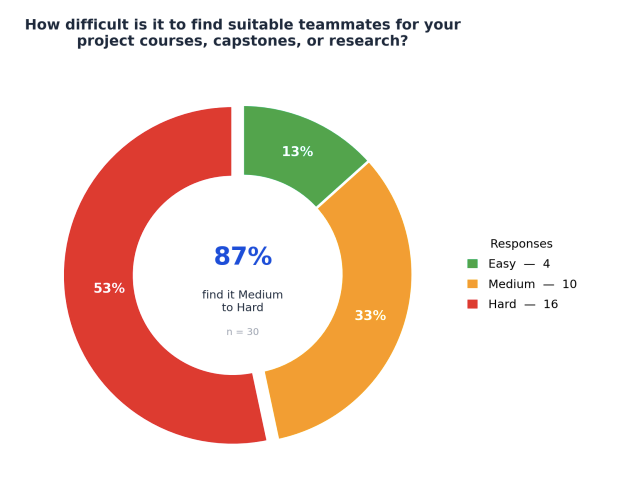 How difficult is it to find suitable teammates for your
project courses, capstones, or research?
13%
53%
33%
87%
find it Medium
to Hard
n = 30
Responses
Easy — 4
Medium — 10
Hard — 16